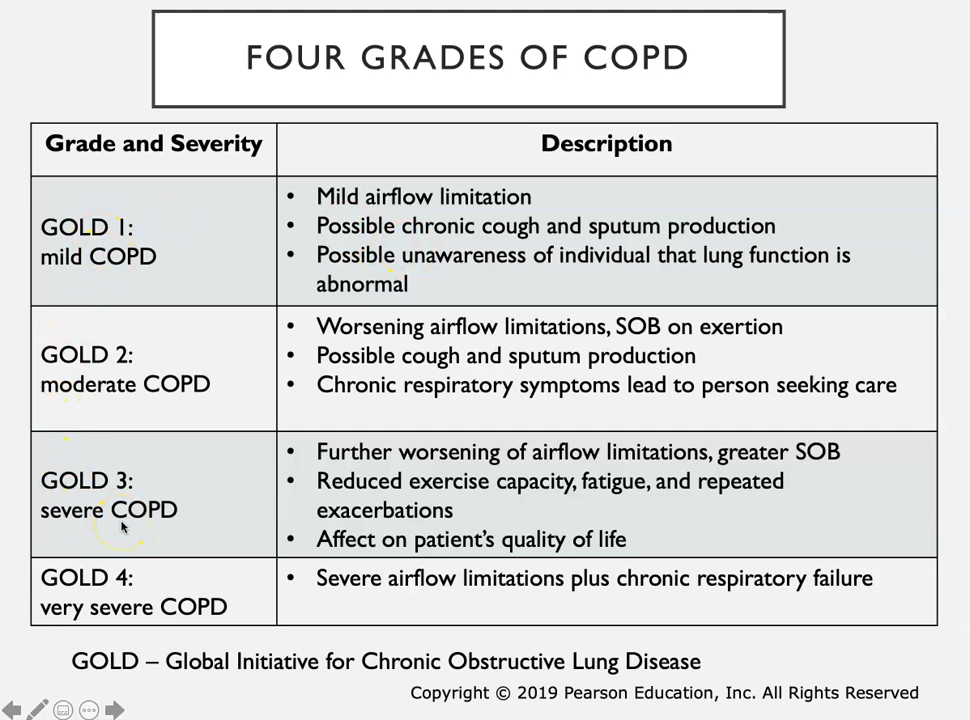 FOUR GRADES OF COPD
Grade and Severity
Description
GOLD 1:
mild COPD
• Mild airflow limitation
• Possible chronic cough and sputum production
• Possible unawareness of individual that lung function is
abnormal
GOLD 2:
moderate COPD
• Worsening airflow limitations, SOB on exertion
• Possible cough and sputum production
• Chronic respiratory symptoms lead to person seeking care
GOLD 3:
severe COPD
• Further worsening of airflow limitations, greater SOB
• Reduced exercise capacity, fatigue, and repeated
exacerbations
• Affect on patient’s quality of life
GOLD 4:
very severe COPD
• Severe airflow limitations plus chronic respiratory failure
GOLD – Global Initiative for Chronic Obstructive Lung Disease
Copyright © 2019 Pearson Education, Inc. All Rights Reserved